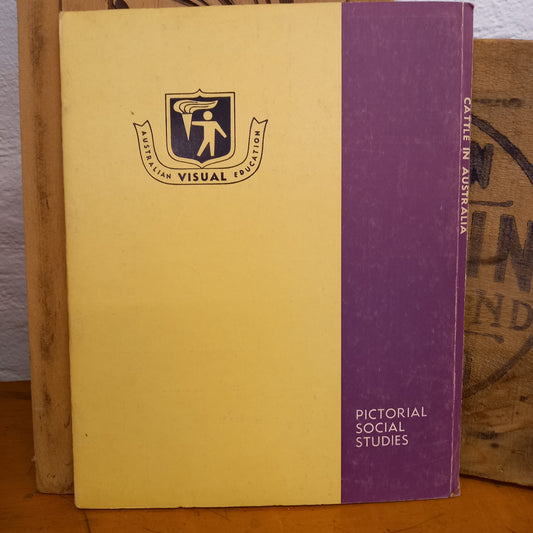 AUSTRALIAN VISUAL EDUCATION
CATTLE IN AUSTRALIA
PICTORIAL
SOCIAL
STUDIES